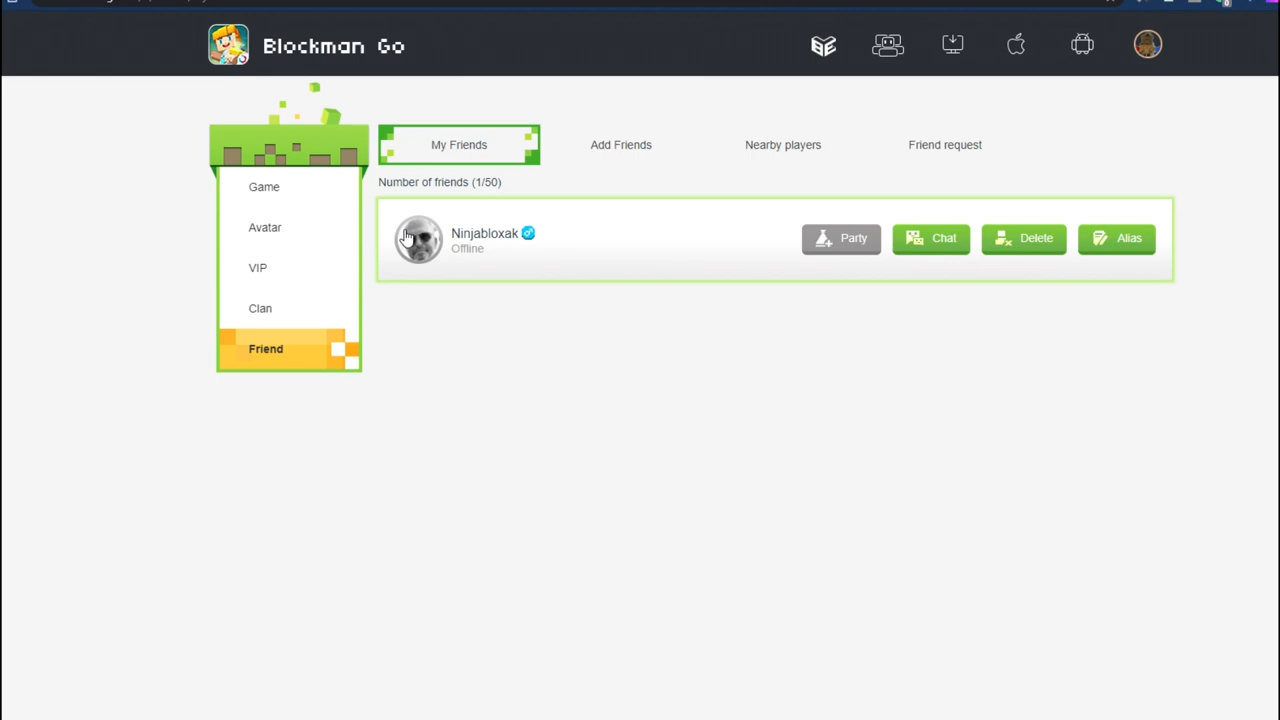 Blockman Go
My Friends
Add Friends
Nearby players
Friend request
Number of friends (1/50)
Game
Avatar
VIP
Clan
Friend
Ninjabloxak
Offline
Party
Chat
Delete
Alias